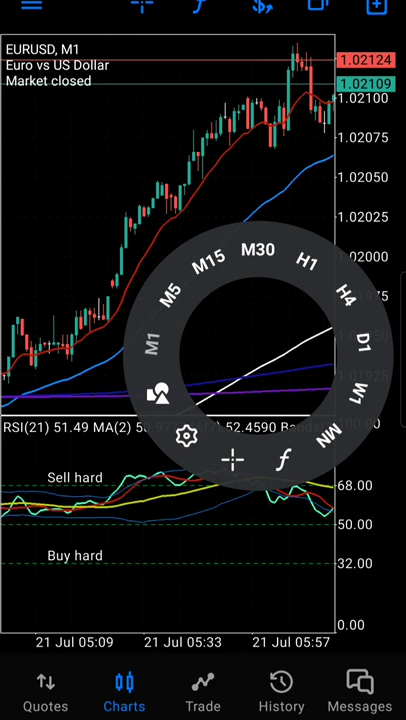 EURUSD, M1
Euro vs US Dollar
Market closed
1.02124
1.02109
1.02100
1.02075
1.02050
1.02025
1.02000
M1
M5
M15
M30
H1
H4
D1
W1
MN
RSI(21) 51.49 MA(2)
52.4590
Sell hard
68.00
50.00
Buy hard
32.00
0.00
21 Jul 05:09
21 Jul 05:33
21 Jul 05:57
Quotes
Charts
Trade
History
Messages